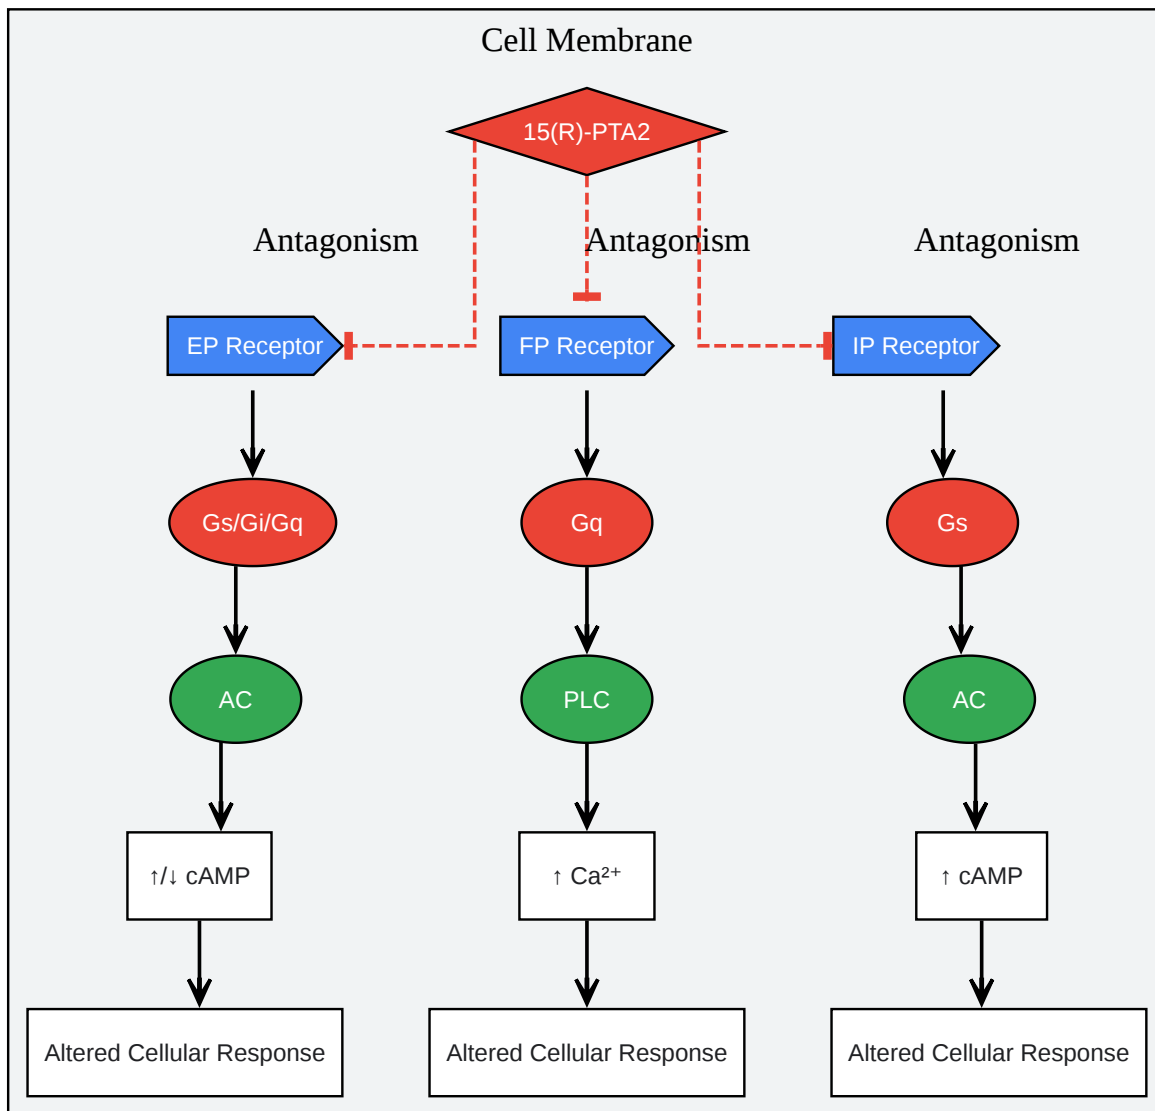 Cell Membrane
15(R)-PTA2
Antagonism
Antagonism
Antagonism
EP Receptor
FP Receptor
IP Receptor
Gs/Gi/Gq
Gq
Gs
AC
PLC
AC
↑/↓ cAMP
↑ Ca²⁺
↑ cAMP
Altered Cellular Response
Altered Cellular Response
Altered Cellular Response